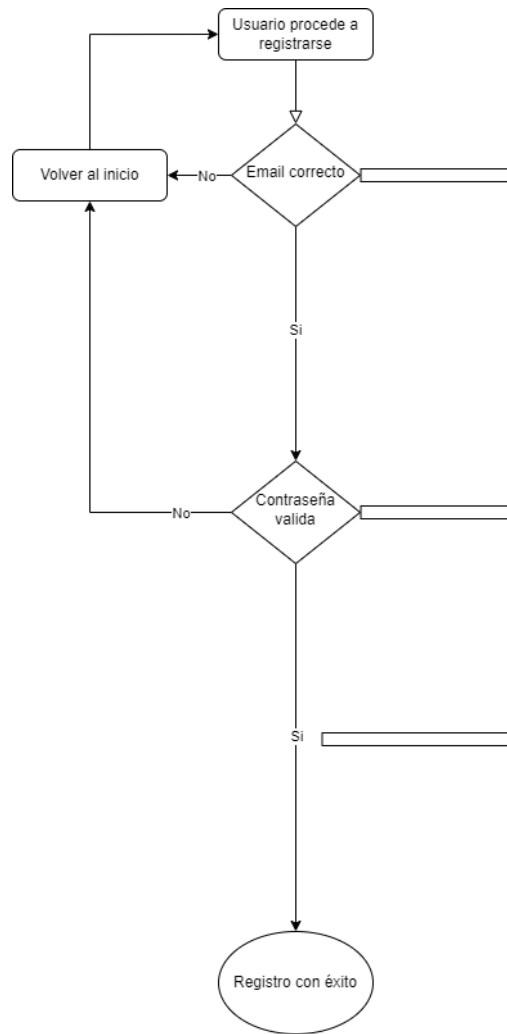 Usuario procede a
registrarse
Volver al inicio
No
Email correcto
Si
No
Contraseña
valida
Si
Registro con éxito